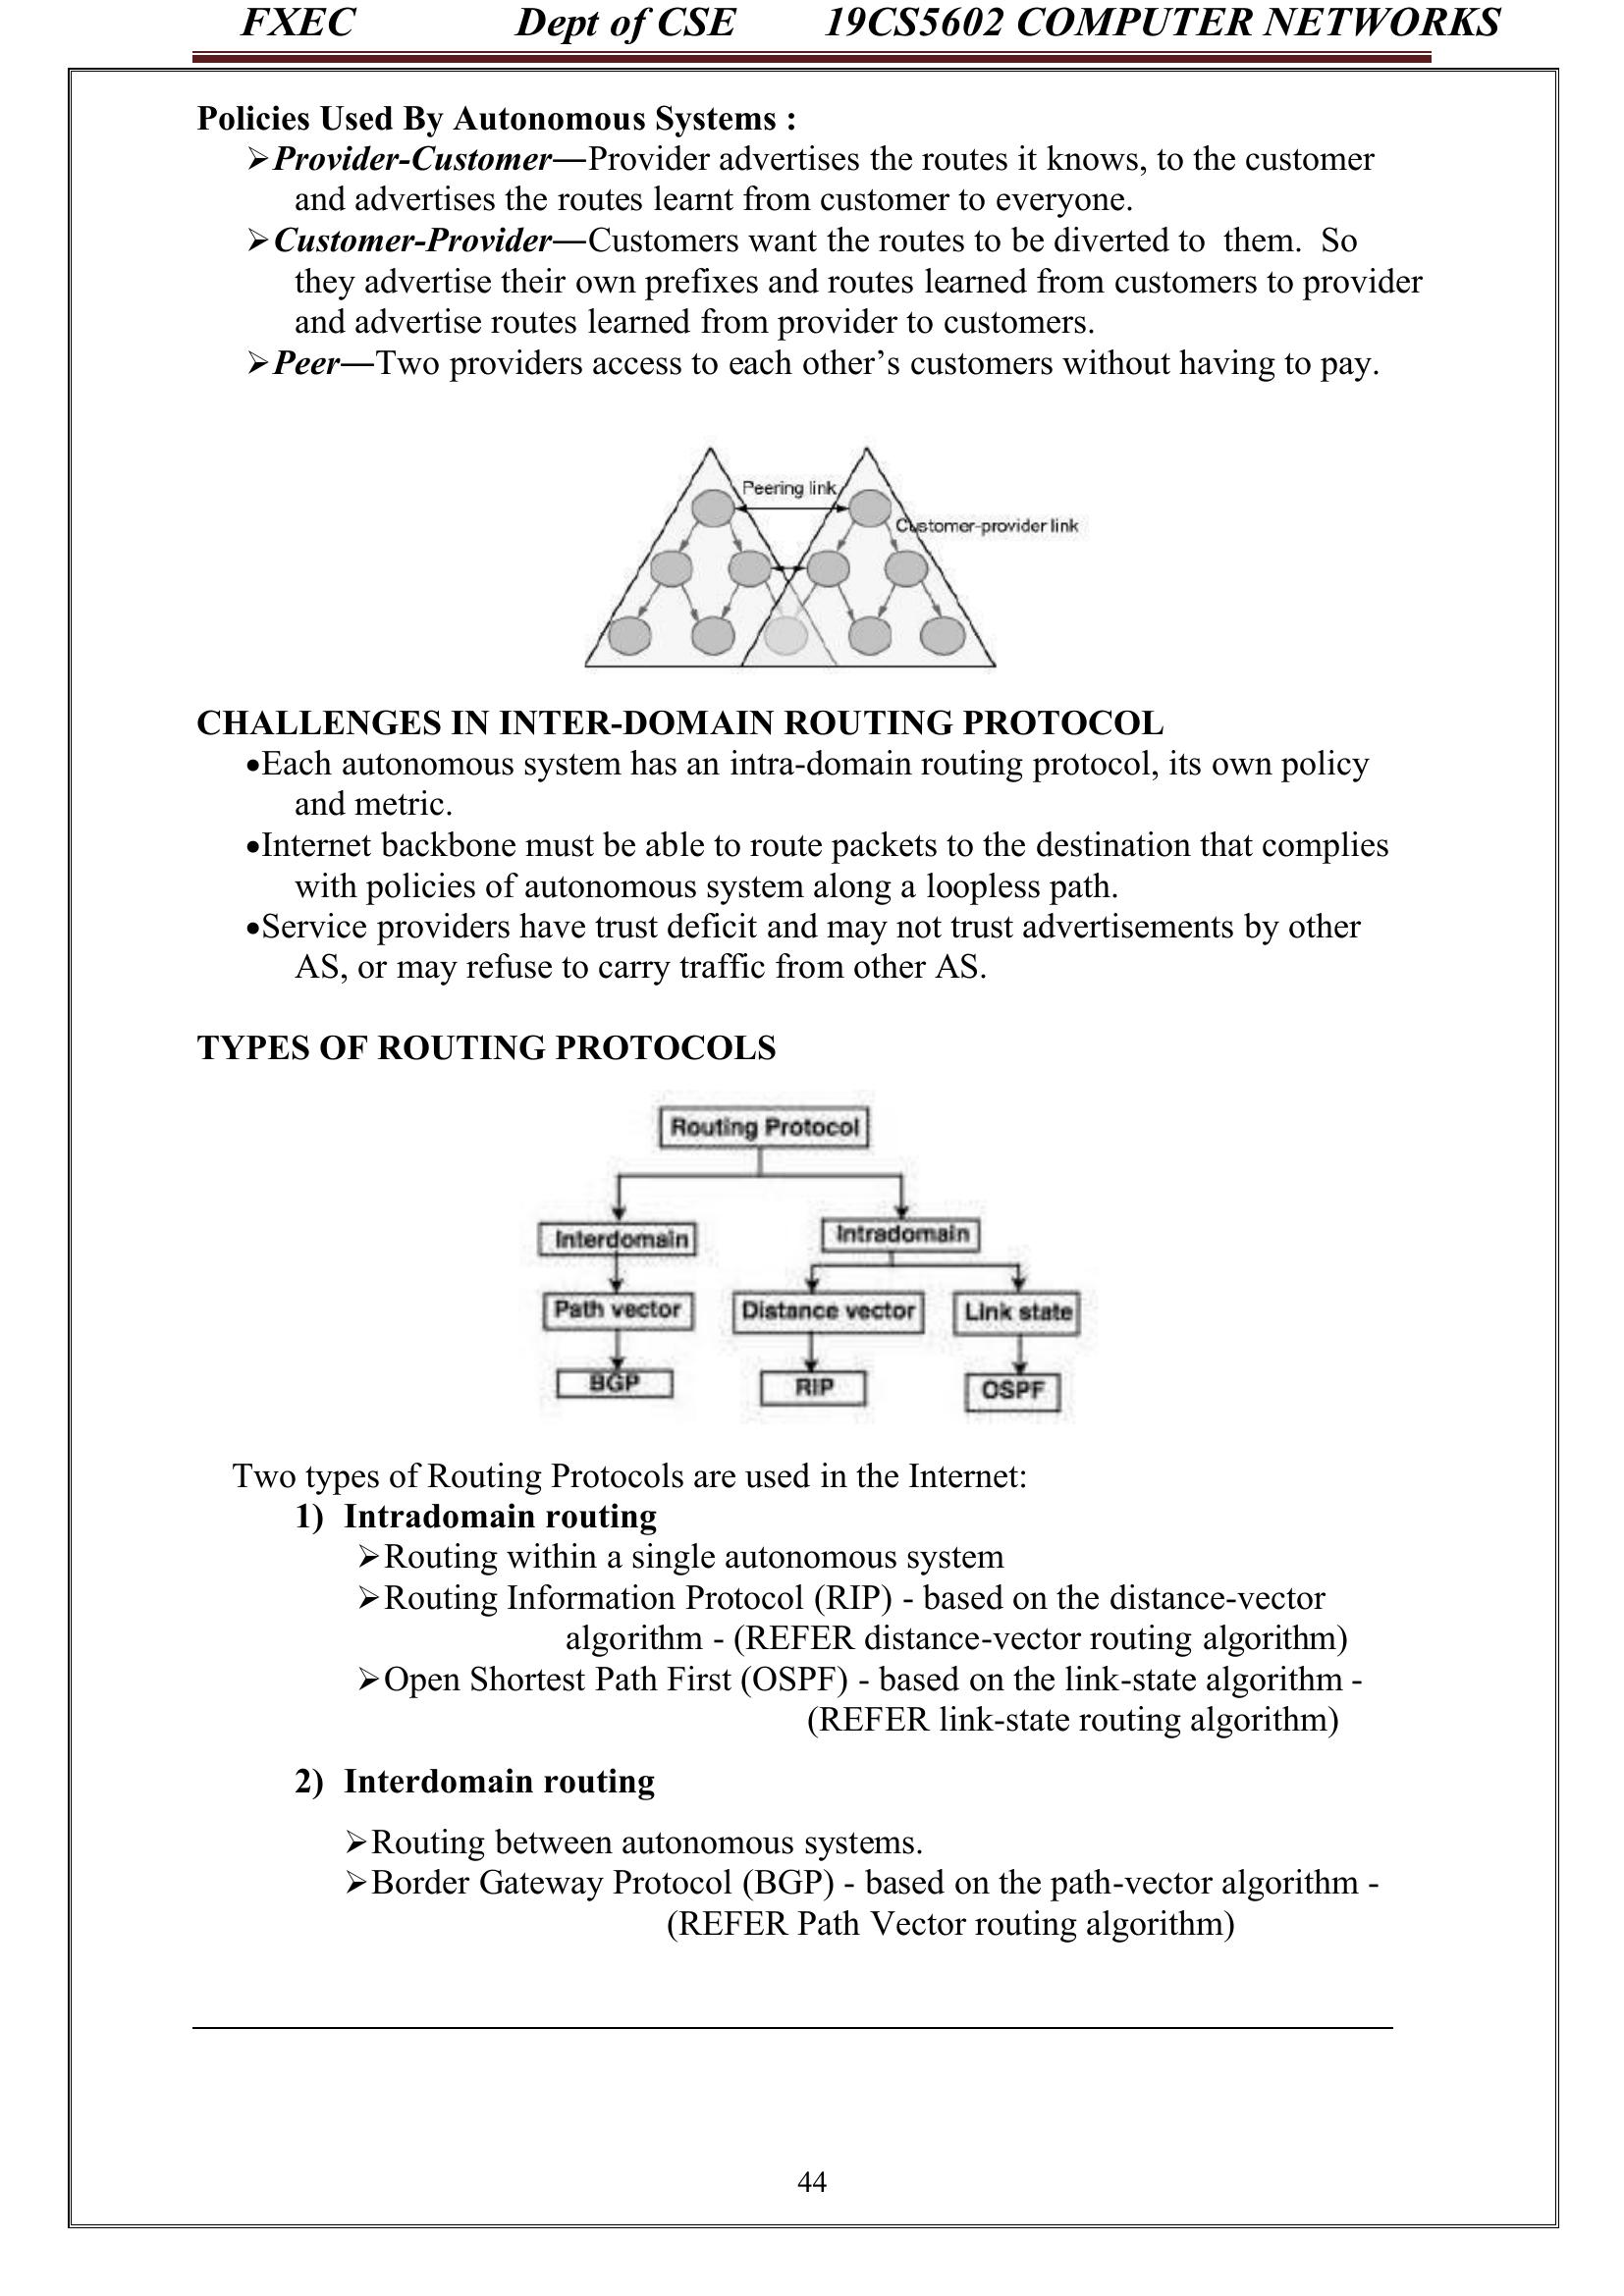 FXEC Dept of CSE 19CS5602 COMPUTER NETWORKS
Policies Used By Autonomous Systems :
➢Provider-Customer—Provider advertises the routes it knows, to the customer
and advertises the routes learnt from customer to everyone.
➢Customer-Provider—Customers want the routes to be diverted to them. So
they advertise their own prefixes and routes learned from customers to provider
and advertise routes learned from provider to customers.
➢Peer—Two providers access to each other’s customers without having to pay.
Peering link
Customer-provider link
CHALLENGES IN INTER-DOMAIN ROUTING PROTOCOL
•Each autonomous system has an intra-domain routing protocol, its own policy
and metric.
•Internet backbone must be able to route packets to the destination that complies
with policies of autonomous system along a loopless path.
•Service providers have trust deficit and may not trust advertisements by other
AS, or may refuse to carry traffic from other AS.
TYPES OF ROUTING PROTOCOLS
Routing Protocol
Interdomain Intradomain
Path vector Distance vector Link state
BGP RIP OSPF
Two types of Routing Protocols are used in the Internet:
1) Intradomain routing
➢Routing within a single autonomous system
➢Routing Information Protocol (RIP) - based on the distance-vector
algorithm - (REFER distance-vector routing algorithm)
➢Open Shortest Path First (OSPF) - based on the link-state algorithm -
(REFER link-state routing algorithm)
2) Interdomain routing
➢Routing between autonomous systems.
➢Border Gateway Protocol (BGP) - based on the path-vector algorithm -
(REFER Path Vector routing algorithm)
44